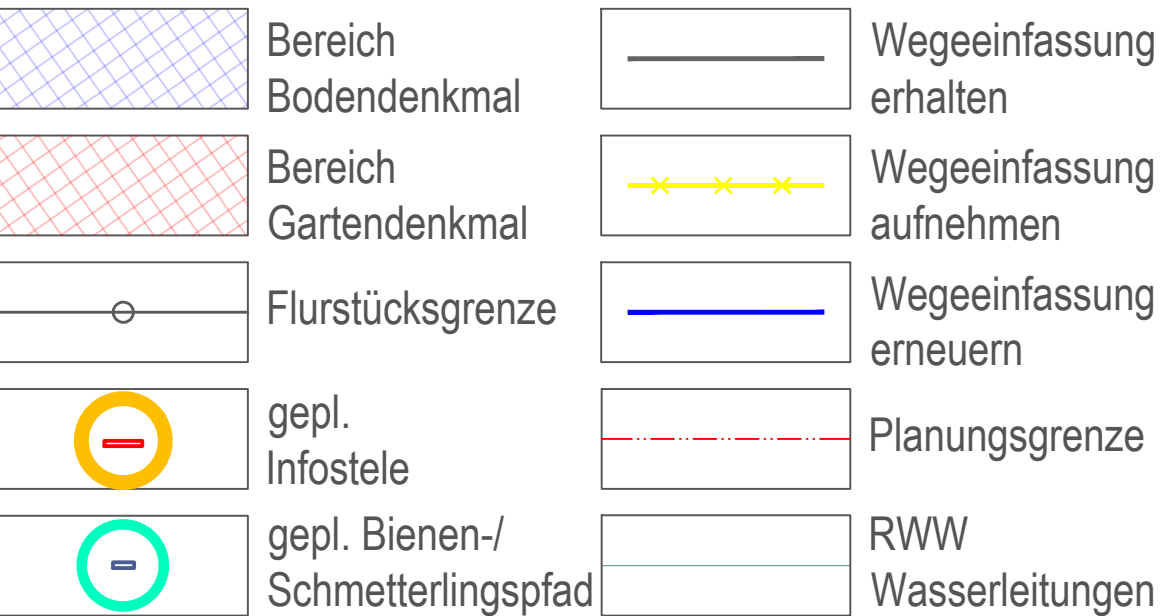 Bereich
Bodendenkmal
Bereich
Gartendenkmal
Flurstücksgrenze
gepl.
Infostele
gepl. Bienen-/
Schmetterlingspfad
Wegeeinfassung
erhalten
Wegeeinfassung
aufnehmen
Wegeeinfassung
erneuern
Planungsgrenze
RWW
Wasserleitungen